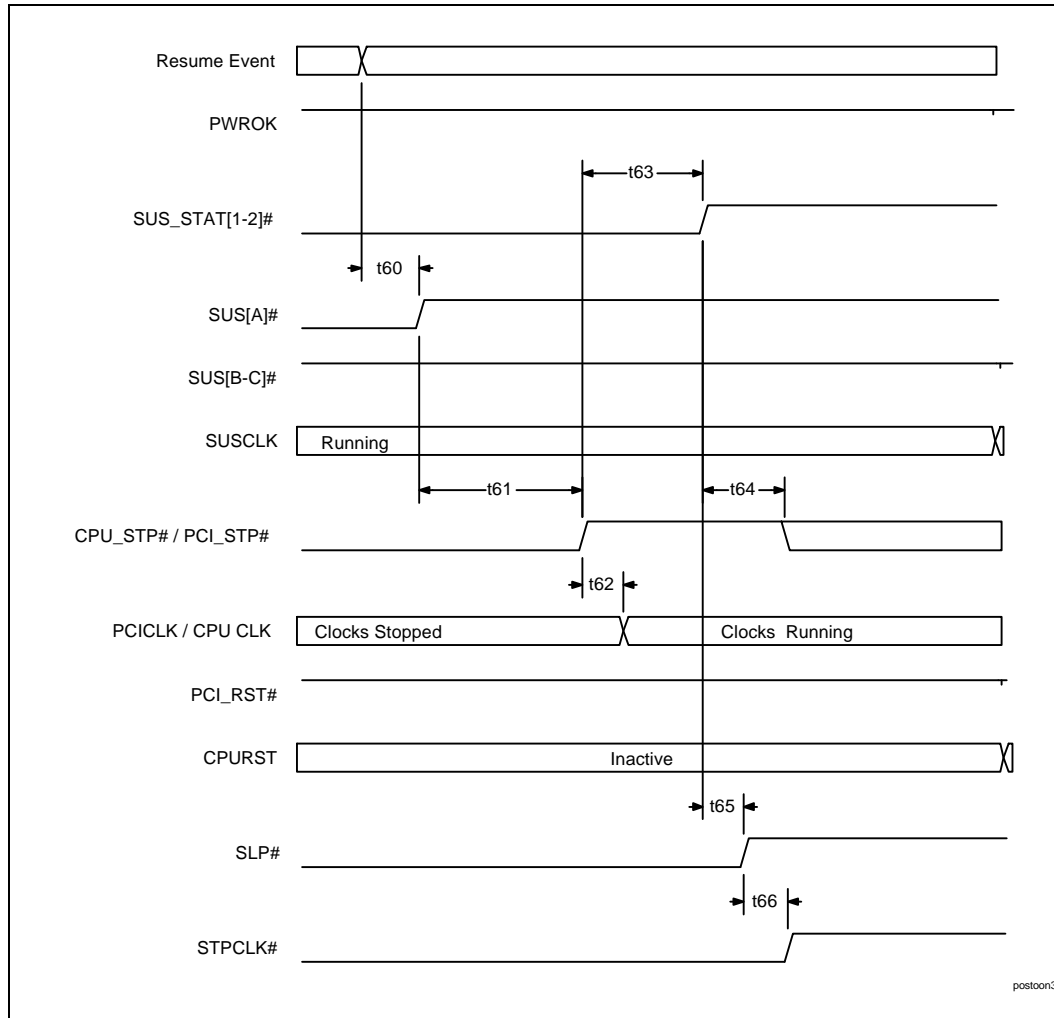 Resume Event
PWROK
t63
SUS_STAT[1-2]#
t60
SUS[A]#
SUS[B-C]#
SUSCLK
Running
t61
t64
CPU_STP# / PCI_STP#
t62
PCICLK / CPU CLK
Clocks Stopped
Clocks Running
PCI_RST#
CPURST
Inactive
t65
SLP#
t66
STPCLK#
postoon3